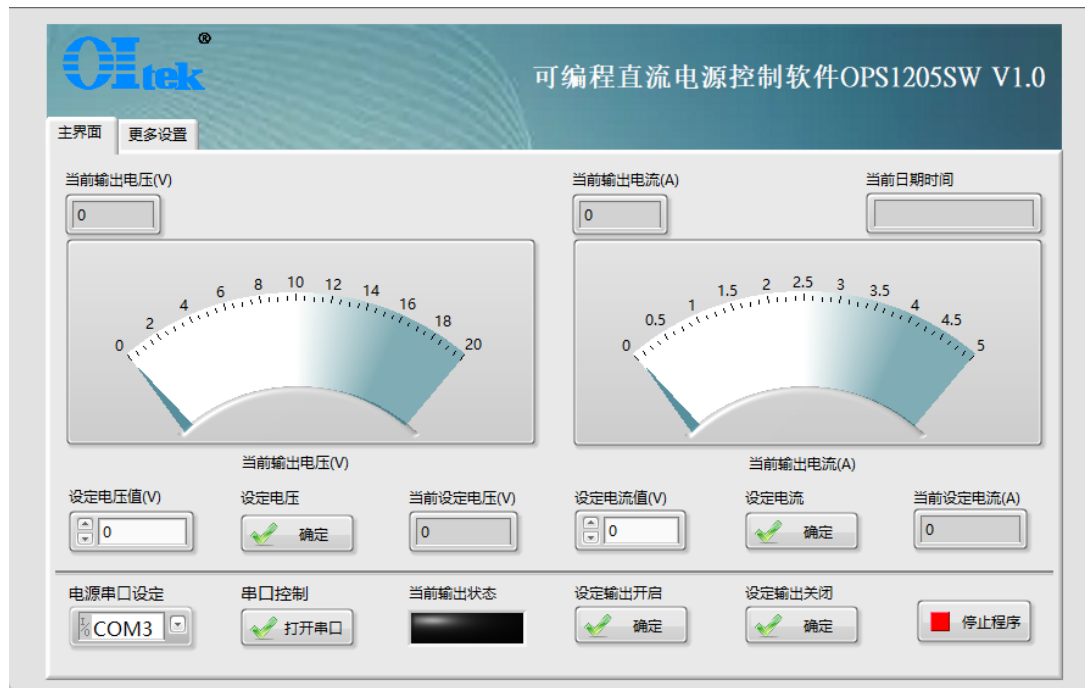 OItek®
可编程直流电源控制软件OPS1205SW V1.0
主界面 更多设置
当前输出电压(V) 当前输出电流(A) 当前日期时间
0 0
0 2 4 6 8 10 12 14 16 18 20
0 0.5 1 1.5 2 2.5 3 3.5 4 4.5 5
当前输出电压(V) 当前输出电流(A)
设定电压值(V) 设定电压 当前设定电压(V) 设定电流值(V) 设定电流 当前设定电流(A)
0 确定 0 0 确定 0
电源串口设定 串口控制 当前输出状态 设定输出开启 设定输出关闭
I/0 COM3 打开串口 确定 确定 停止程序